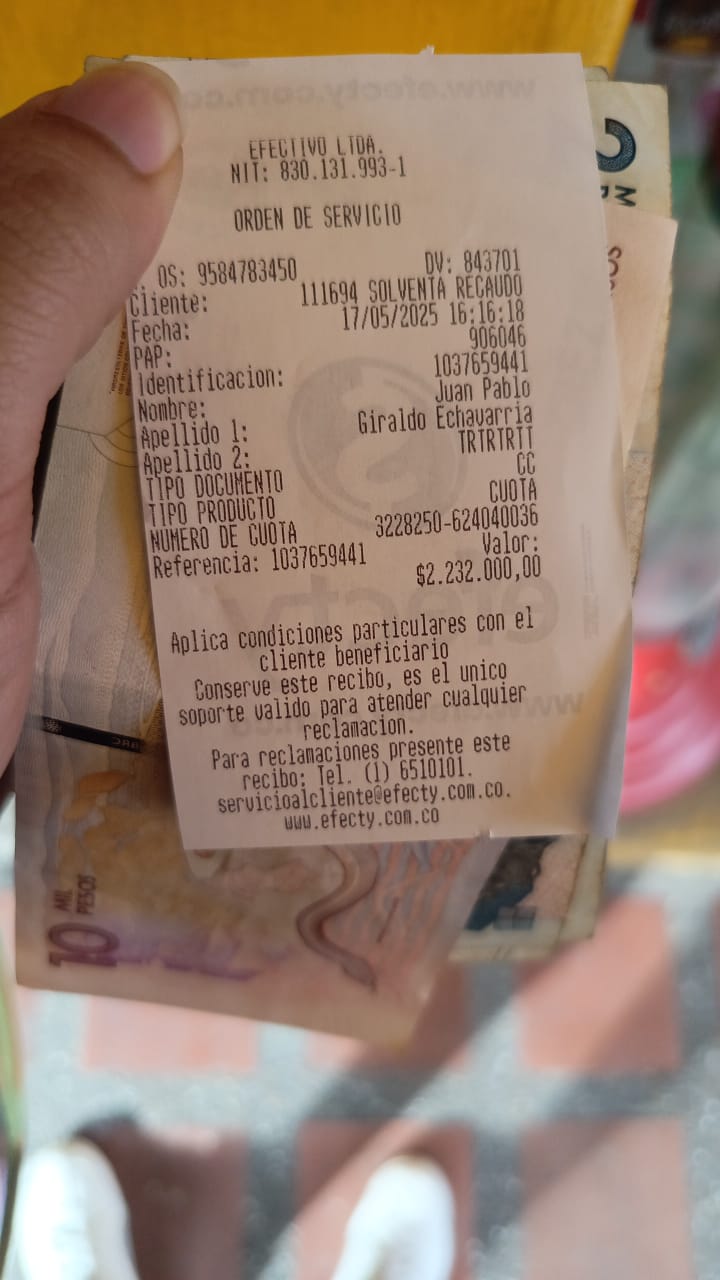 www.efecty.com.co
EFECTIVO LTDA.
NIT: 830.131.993-1
ORDEN DE SERVICIO
OS: 9584783450 DV: 843701
Cliente: 111694 SOLVENTA RECAUDO
Fecha: 17/05/2025 16:16:18
PAP: 906046
Identificacion: 1037659441
Nombre: Juan Pablo
Apellido 1: Giraldo Echavarria
Apellido 2: TRTRTRTT
TIPO DOCUMENTO CC
TIPO PRODUCTO CUOTA
NUMERO DE CUOTA 3228250-624040036
Referencia: 1037659441 Valor:
$2.232.000,00
Aplica condiciones particulares con el
cliente beneficiario
Conserve este recibo, es el unico
soporte valido para atender cualquier
reclamacion.
Para reclamaciones presente este
recibo: Tel. (1) 6510101.
servicioalcliente@efecty.com.co.
www.efecty.com.co
10 MIL
PESOS